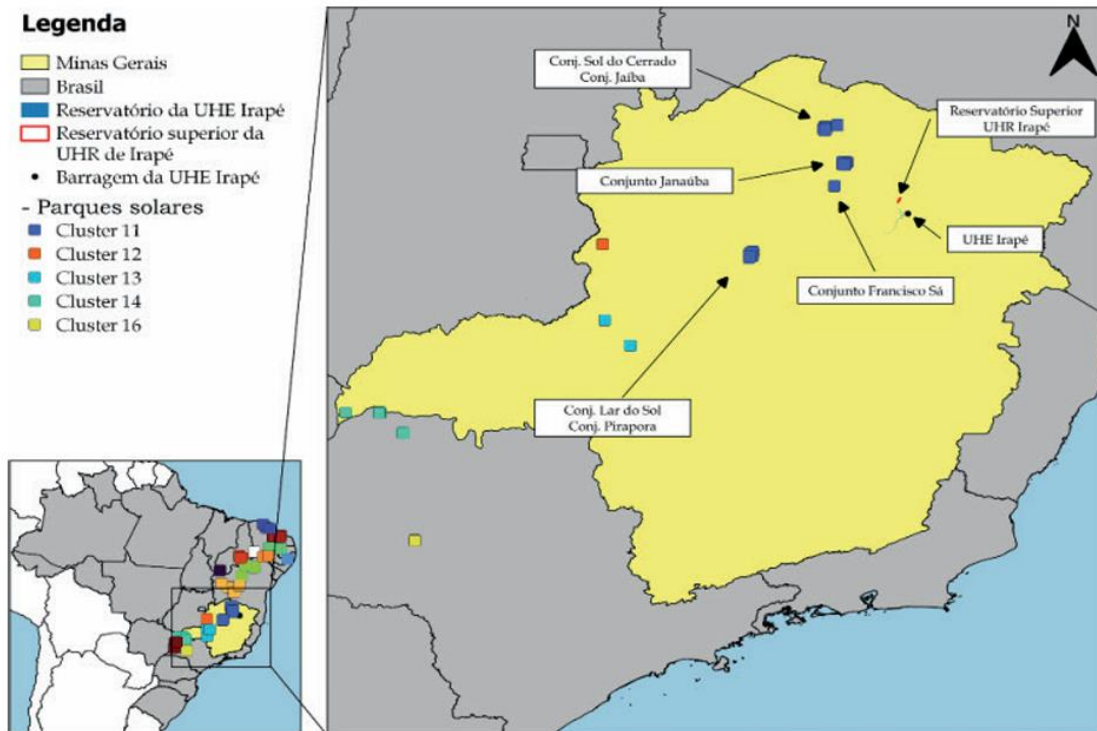 Legenda
Minas Gerais
Brasil
Reservatório da UHE Irapé
Reservatório superior da
UHR de Irapé
Barragem da UHE Irapé
- Parques solares
Cluster 11
Cluster 12
Cluster 13
Cluster 14
Cluster 16
N
Conj. Sol do Cerrado
Conj. Jaíba
Reservatório Superior
UHR Irapé
Conjunto Janaúba
UHE Irapé
Conjunto Francisco Sá
Conj. Lar do Sol
Conj. Pirapora